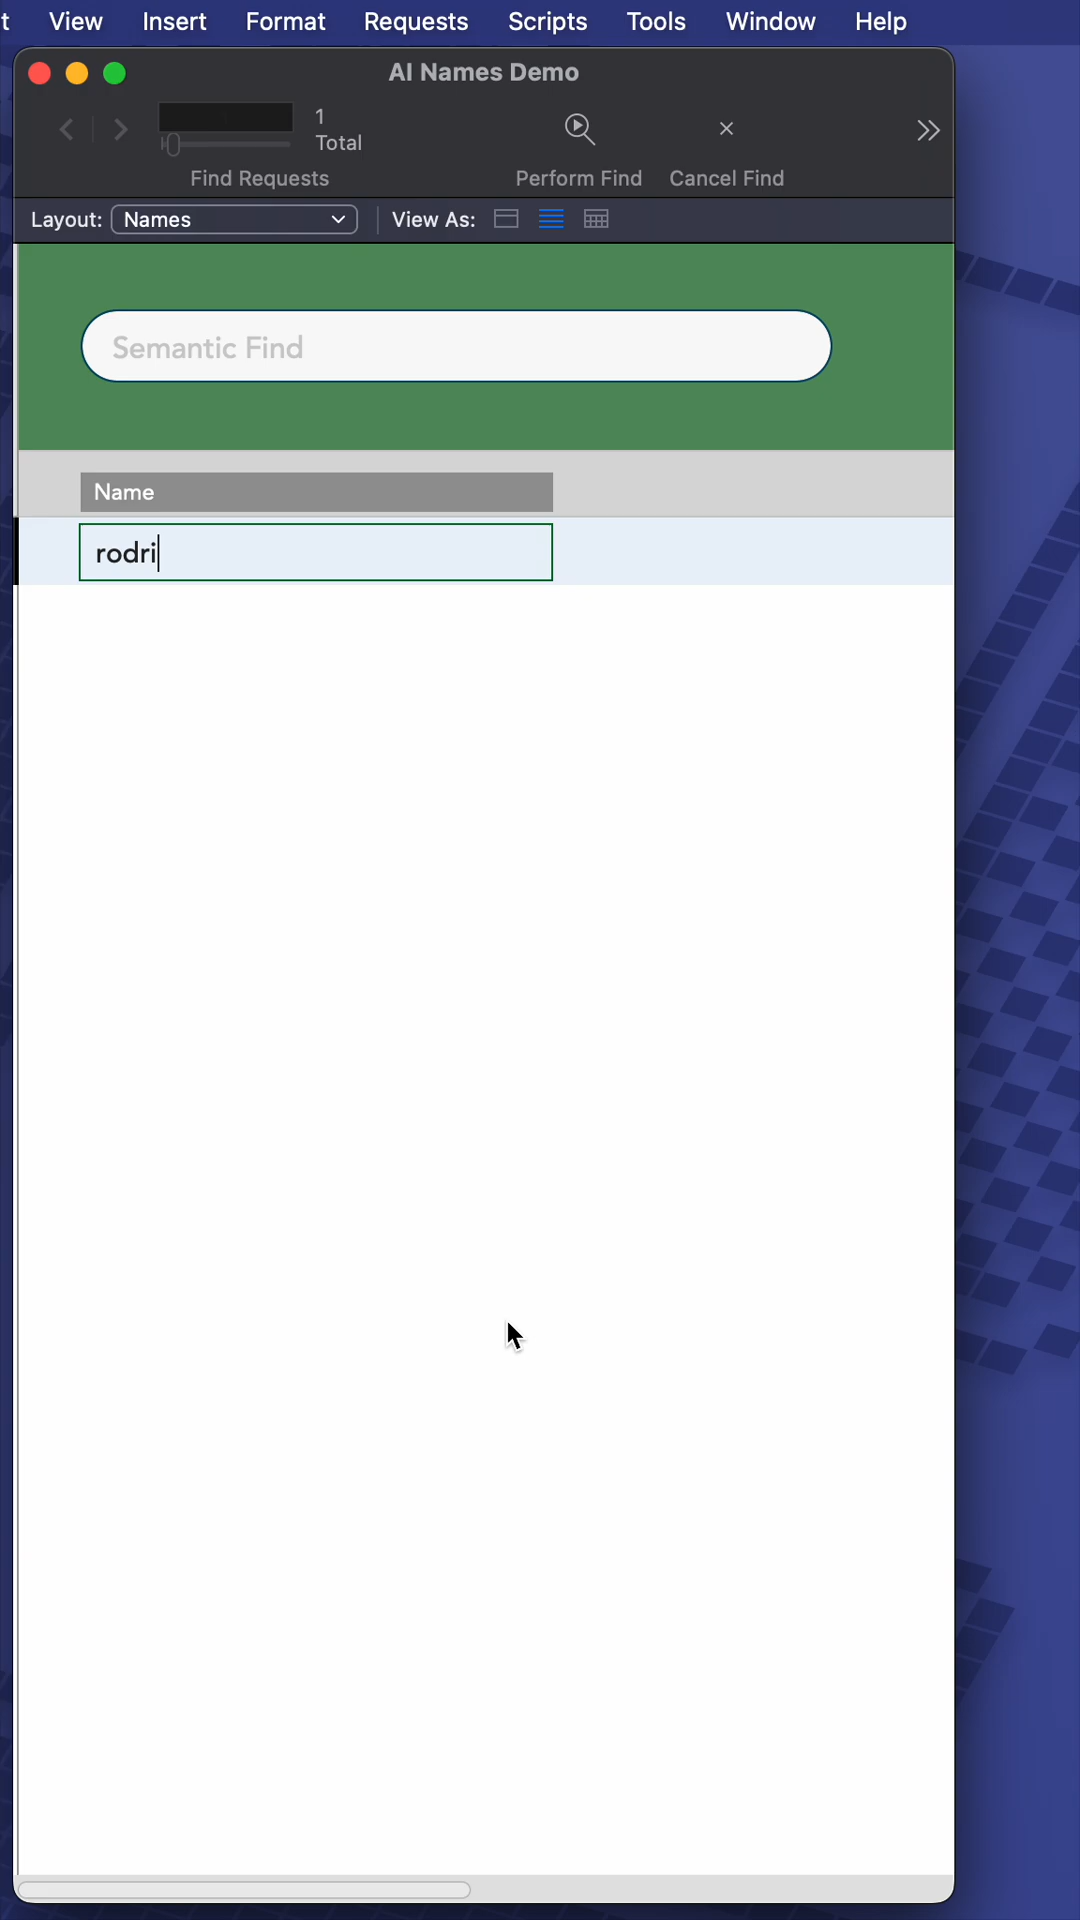 t View Insert Format Requests Scripts Tools Window Help
AI Names Demo
1
Total
Find Requests
Perform Find
Cancel Find
Layout: Names View As:
Semantic Find
Name
rodri